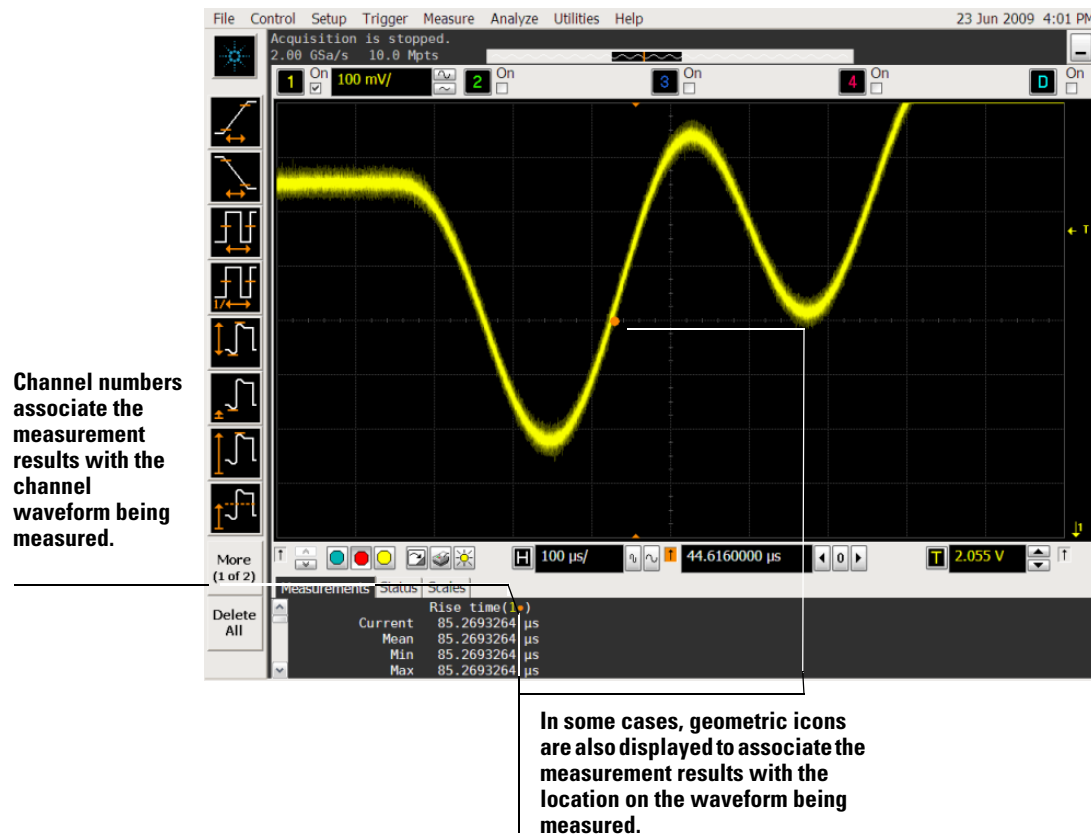 File Control Setup Trigger Measure Analyze Utilities Help 23 Jun 2009 4:01 PM
Acquisition is stopped.
2.00 GSa/s 10.0 Mpts
1 On 100 mV/ 2 On 3 On 4 On D On
T
1/
Channel numbers
associate the
measurement
results with the
channel
waveform being
measured.
1
More
(1 of 2)
H 100 µs/ 44.6160000 µs 0 T 2.055 V
Delete
All
Measurements Status Scales
Rise time(1)
Current 85.2693264 µs
Mean 85.2693264 µs
Min 85.2693264 µs
Max 85.2693264 µs
In some cases, geometric icons
are also displayed to associate the
measurement results with the
location on the waveform being
measured.